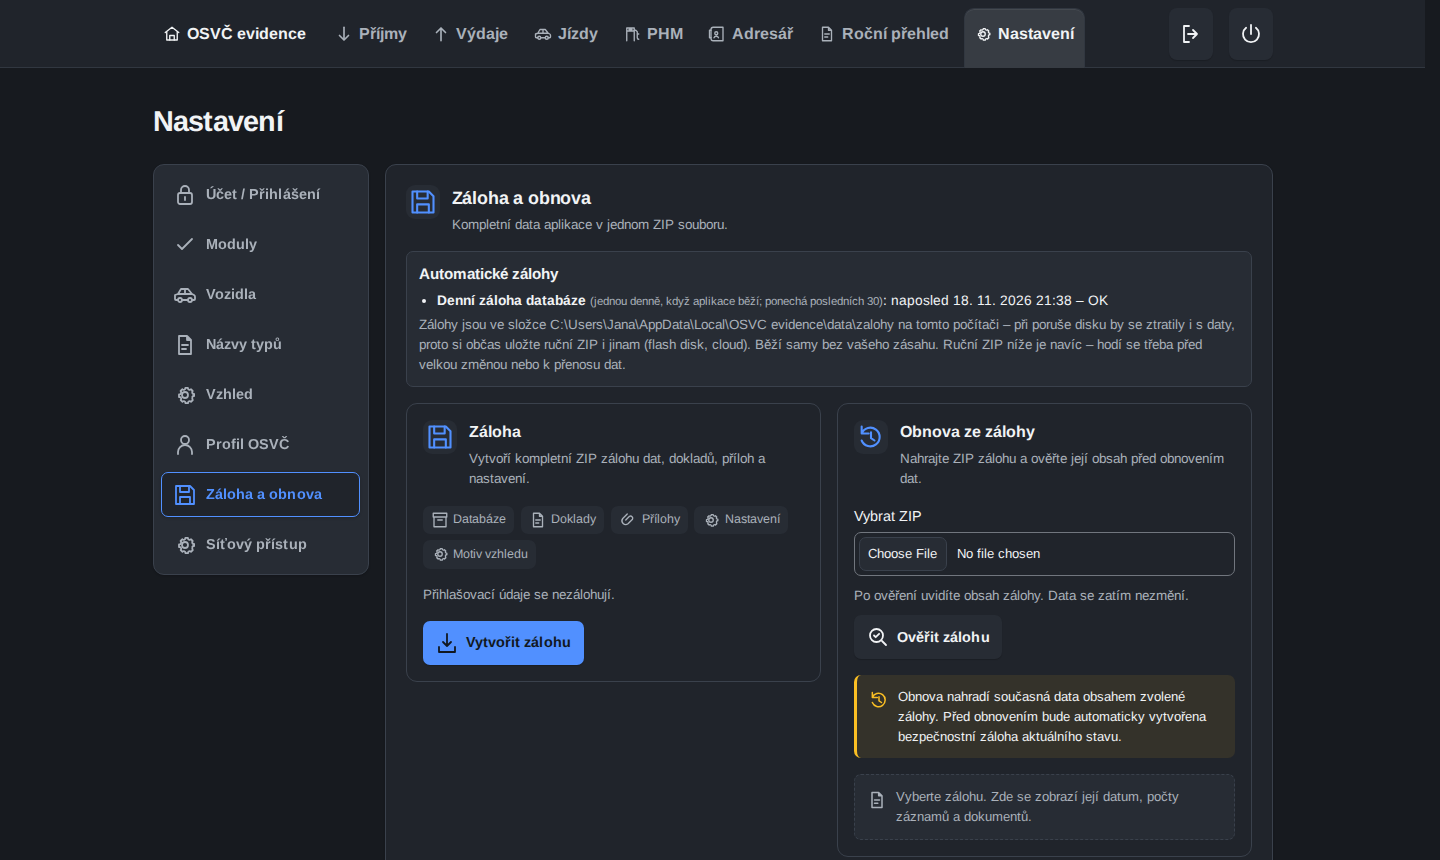 OSVČ evidence Příjmy Výdaje Jízdy PHM Adresář Roční přehled Nastavení
Nastavení
Účet / Přihlášení
Moduly
Vozidla
Názvy typů
Vzhled
Profil OSVČ
Záloha a obnova
Síťový přístup
Záloha a obnova
Kompletní data aplikace v jednom ZIP souboru.
Automatické zálohy
• Denní záloha databáze (jednou denně, když aplikace běží; ponechá posledních 30): naposled 18. 11. 2026 21:38 – OK
Zálohy jsou ve složce C:\Users\Jana\AppData\Local\OSVC evidence\data\zalohy na tomto počítači – při poruše disku by se ztratily i s daty,
proto si občas uložte ruční ZIP i jinam (flash disk, cloud). Běží samy bez vašeho zásahu. Ruční ZIP níže je navíc – hodí se třeba před
velkou změnou nebo k přenosu dat.
Záloha
Vytvoří kompletní ZIP zálohu dat, dokladů, příloh a
nastavení.
Databáze Doklady Přílohy Nastavení
Motiv vzhledu
Přihlašovací údaje se nezálohují.
Vytvořit zálohu
Obnova ze zálohy
Nahrajte ZIP zálohu a ověřte její obsah před obnovením
dat.
Vybrat ZIP
Choose File No file chosen
Po ověření uvidíte obsah zálohy. Data se zatím nezmění.
Ověřit zálohu
Obnova nahradí současná data obsahem zvolené
zálohy. Před obnovením bude automaticky vytvořena
bezpečnostní záloha aktuálního stavu.
Vyberte zálohu. Zde se zobrazí její datum, počty
záznamů a dokumentů.